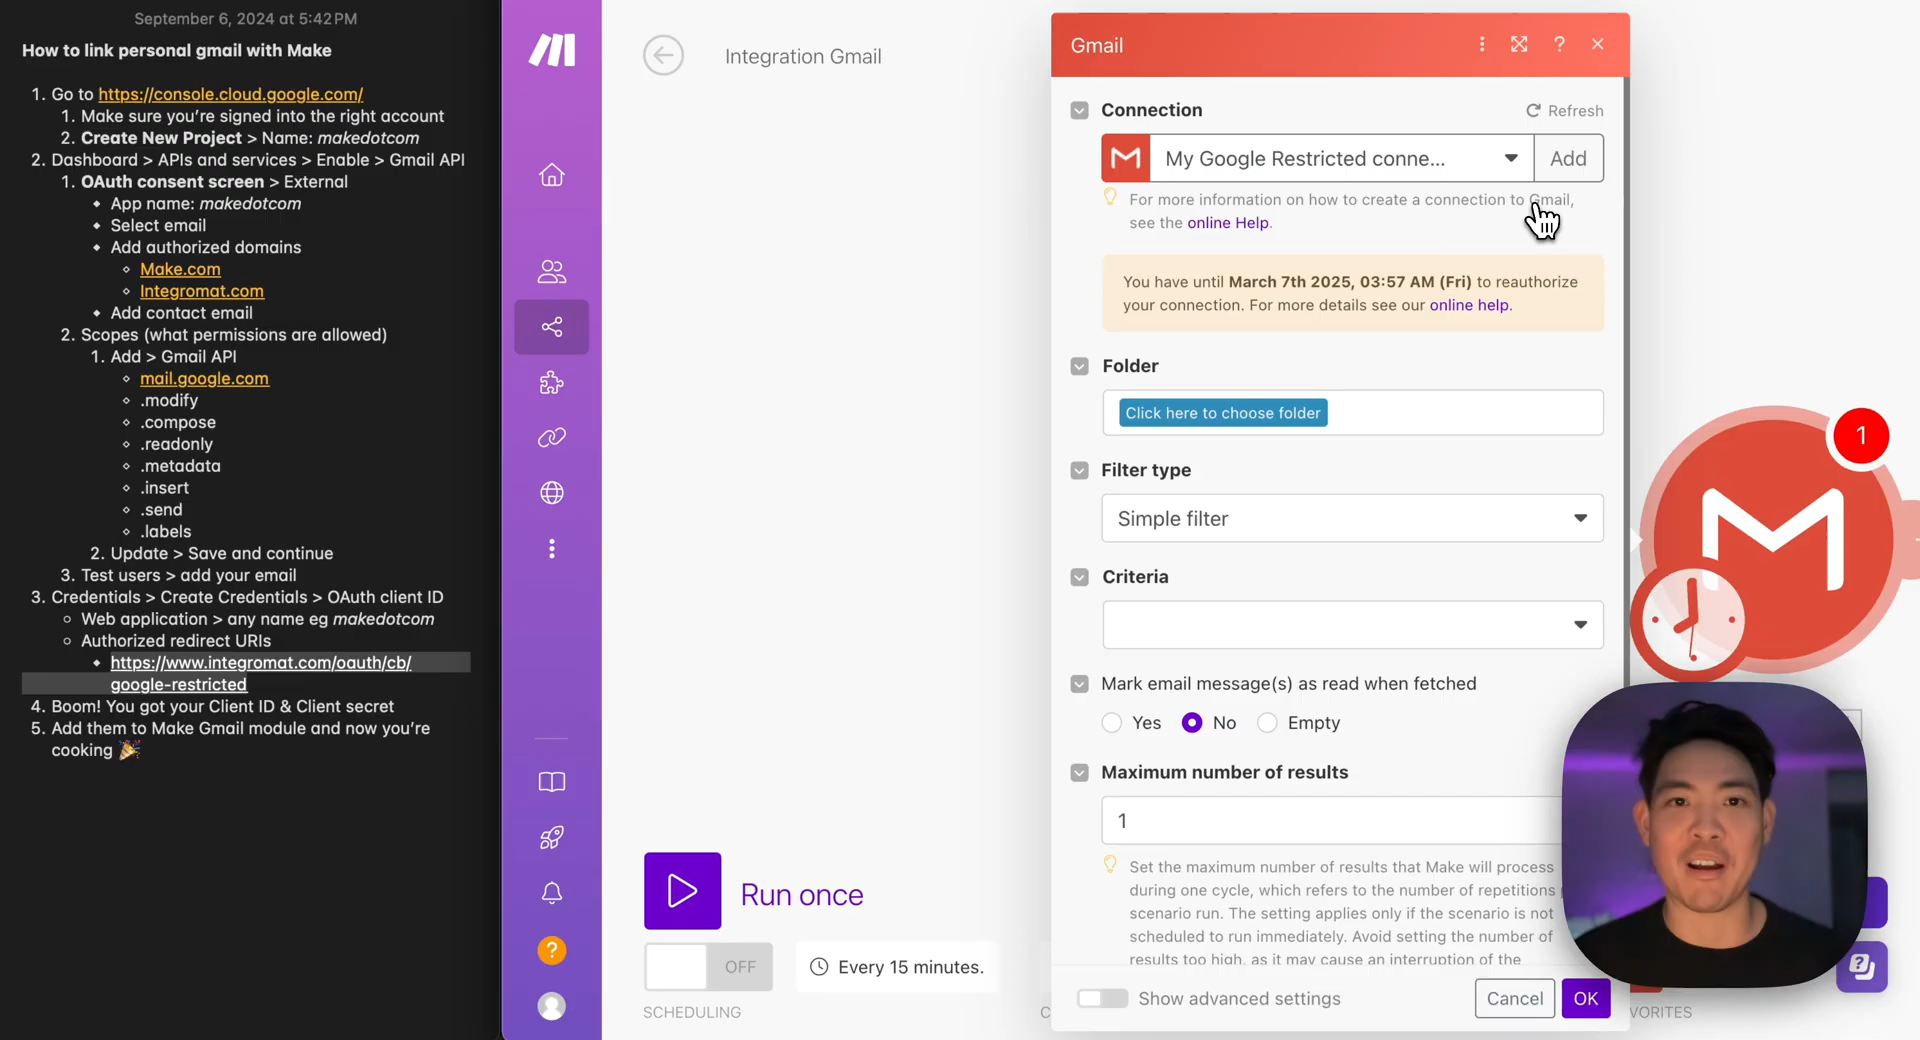 September 6, 2024 at 5:42 PM
How to link personal gmail with Make
1. Go to https://console.cloud.google.com/
1. Make sure you're signed into the right account
2. Create New Project > Name: makedotcom
2. Dashboard > APIs and services > Enable > Gmail API
1. OAuth consent screen > External
App name: makedotcom
Select email
Add authorized domains
Make.com
Integromat.com
Add contact email
2. Scopes (what permissions are allowed)
1. Add > Gmail API
mail.google.com
.modify
.compose
.readonly
.metadata
.insert
.send
.labels
2. Update > Save and continue
3. Test users > add your email
3. Credentials > Create Credentials > OAuth client ID
Web application > any name eg makedotcom
Authorized redirect URIs
https://www.integromat.com/oauth/cb/
google-restricted
4. Boom! You got your Client ID & Client secret
5. Add them to Make Gmail module and now you're
cooking 🎉
Integration Gmail
Run once
OFF
Every 15 minutes.
SCHEDULING
Gmail
?
Connection
Refresh
My Google Restricted conne...
Add
For more information on how to create a connection to Gmail,
see the online Help.
You have until March 7th 2025, 03:57 AM (Fri) to reauthorize
your connection. For more details see our online help.
Folder
Click here to choose folder
Filter type
Simple filter
Criteria
Mark email message(s) as read when fetched
Yes
No
Empty
Maximum number of results
1
Set the maximum number of results that Make will process
during one cycle, which refers to the number of repetitions
scenario run. The setting applies only if the scenario is not
scheduled to run immediately. Avoid setting the number of
results too high, as it may cause an interruption of the
Show advanced settings
Cancel
OK
1
?
?